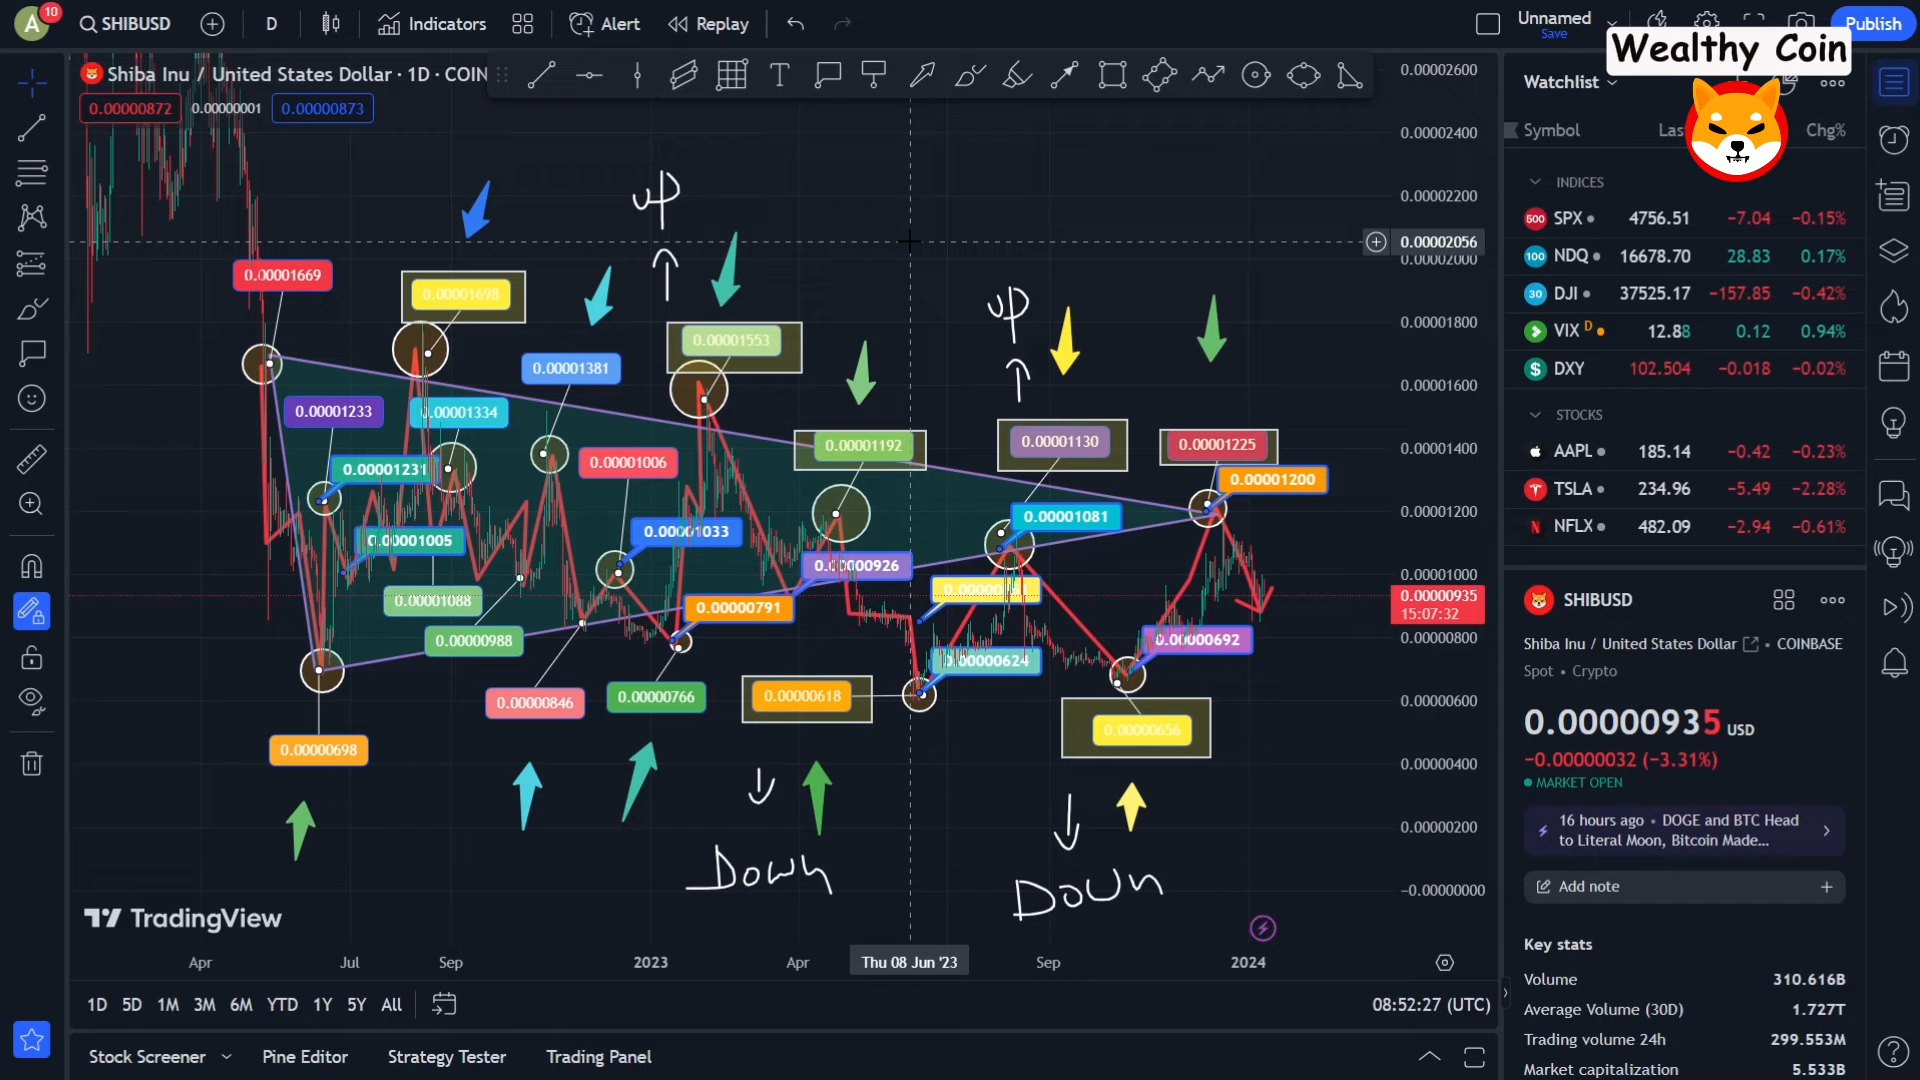 A 10 SHIBUSD D Indicators Alert Replay Unnamed Save Publish
Wealthy Coin
Shiba Inu / United States Dollar · 1D · COIN
0.00000872 0.00000001 0.00000873
0.00002600
0.00002400
0.00002200
0.00002056
0.00002000
0.00001800
0.00001600
0.00001400
0.00001200
0.00001000
0.00000935
15:07:32
0.00000800
0.00000600
0.00000400
0.00000200
−0.00000000
up
0.00001669
0.00001698
up
0.00001553
0.00001381
0.00001233
0.00001334
0.00001192
0.00001130
0.00001225
0.00001231
0.00001006
0.00001200
0.00001005
0.00001033
0.00001081
0.00000926
0.00001088
0.00000791
0.00000988
0.00000692
0.00000624
0.00000846
0.00000766
0.00000618
0.00000656
0.00000698
Down
Down
TradingView
Apr Jul Sep 2023 Apr Thu 08 Jun '23 Sep 2024
1D 5D 1M 3M 6M YTD 1Y 5Y All 08:52:27 (UTC)
Stock Screener Pine Editor Strategy Tester Trading Panel
Watchlist
Symbol Chg%
INDICES
500 SPX 4756.51 −7.04 −0.15%
100 NDQ 16678.70 28.83 0.17%
30 DJI 37525.17 −157.85 −0.42%
VIX D 12.88 0.12 0.94%
$ DXY 102.504 −0.018 −0.02%
STOCKS
AAPL 185.14 −0.42 −0.23%
TSLA 234.96 −5.49 −2.28%
N NFLX 482.09 −2.94 −0.61%
SHIBUSD
Shiba Inu / United States Dollar • COINBASE
Spot • Crypto
0.00000935 USD
−0.00000032 (−3.31%)
MARKET OPEN
16 hours ago • DOGE and BTC Head
to Literal Moon, Bitcoin Made...
Add note
Key stats
Volume 310.616B
Average Volume (30D) 1.727T
Trading volume 24h 299.553M
Market capitalization 5.533B